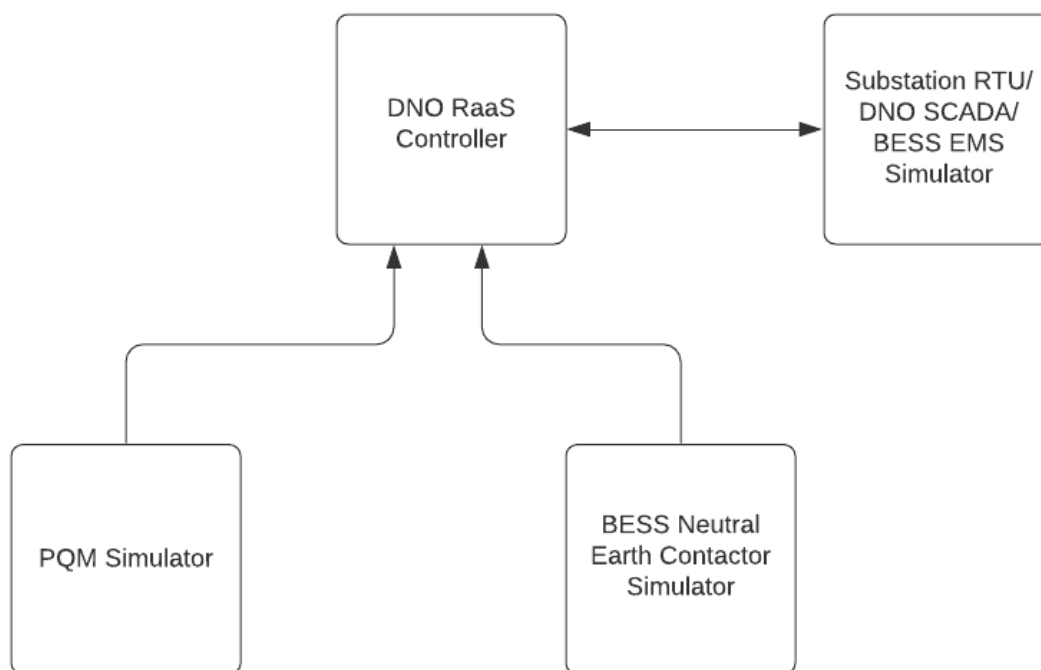 DNO RaaS
Controller
Substation RTU/
DNO SCADA/
BESS EMS
Simulator
PQM Simulator
BESS Neutral
Earth Contactor
Simulator